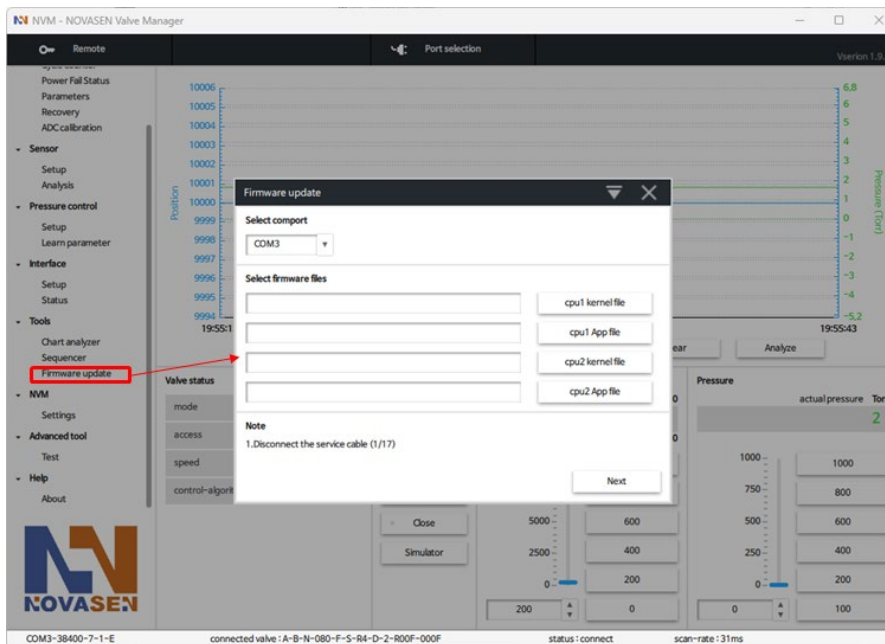 NVM - NOVASEN Valve Manager
Remote
Port selection
Vserion 1.9.
Power Fail Status
Parameters
Recovery
ADC calibration
Sensor
Setup
Analysis
Pressure control
Setup
Learn parameter
Interface
Setup
Status
Tools
Chart analyzer
Sequencer
Firmware update
NVM
Settings
Advanced tool
Test
Help
About
NOVASEN
Position
10006
10005
10004
10003
10002
10001
10000
9999
9998
9997
9996
9995
9994
19:55:1
19:55:43
6,8
6
5
4
3
2
1
0
-1
-2
-3
-4
-5,2
Pressure (Torr)
Firmware update
Select comport
COM3
Select firmware files
cpu1 kernel file
cpu1 App file
cpu2 kernel file
cpu2 App file
Note
1.Disconnect the service cable (1/17)
Next
ear
Analyze
Valve status
mode
access
speed
control-algorit
Close
Simulator
0
0
5000
2500
0
600
400
200
200
0
Pressure
actual pressure Tor
2
1000
750
500
250
0
0
1000
800
600
400
200
100
COM3-38400-7-1-E
connected valve : A-B-N-080-F-S-R4-D-2-R00F-000F
status : connect
scan-rate : 31ms